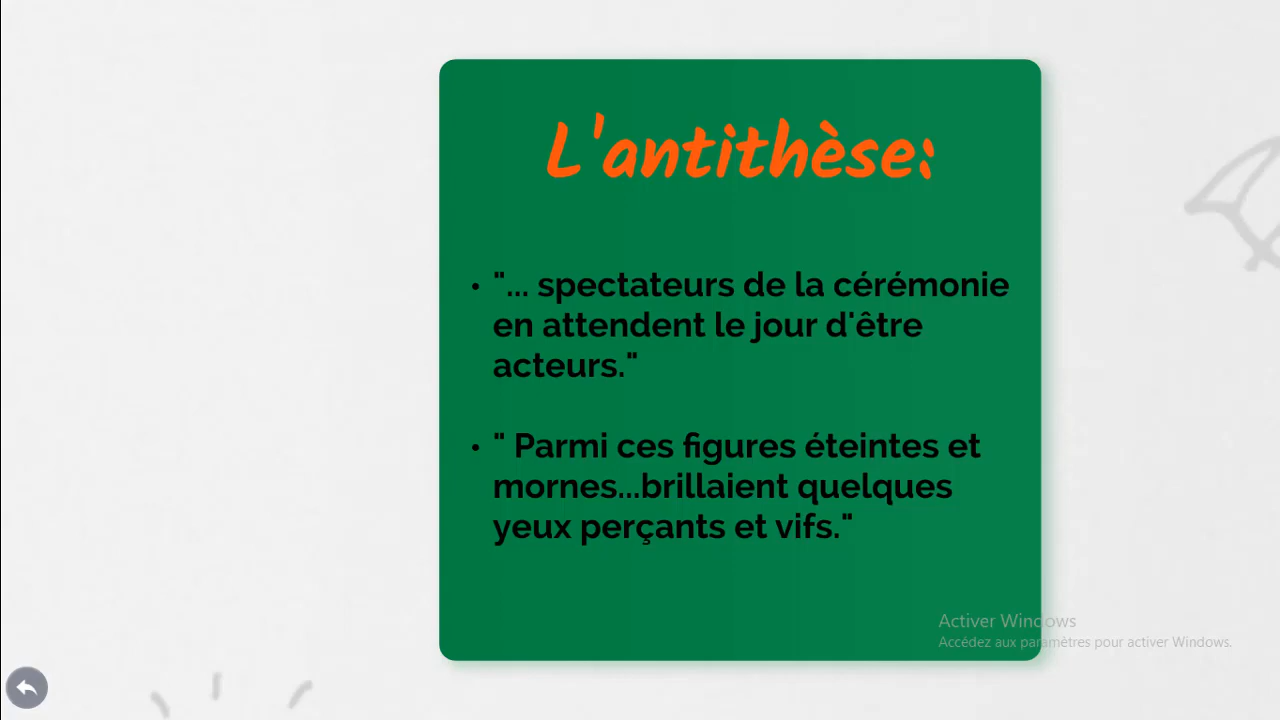 L'antithèse:
• "... spectateurs de la cérémonie
en attendent le jour d'être
acteurs."
• " Parmi ces figures éteintes et
mornes...brillaient quelques
yeux perçants et vifs."
Activer Windows
Accédez aux paramètres pour activer Windows.